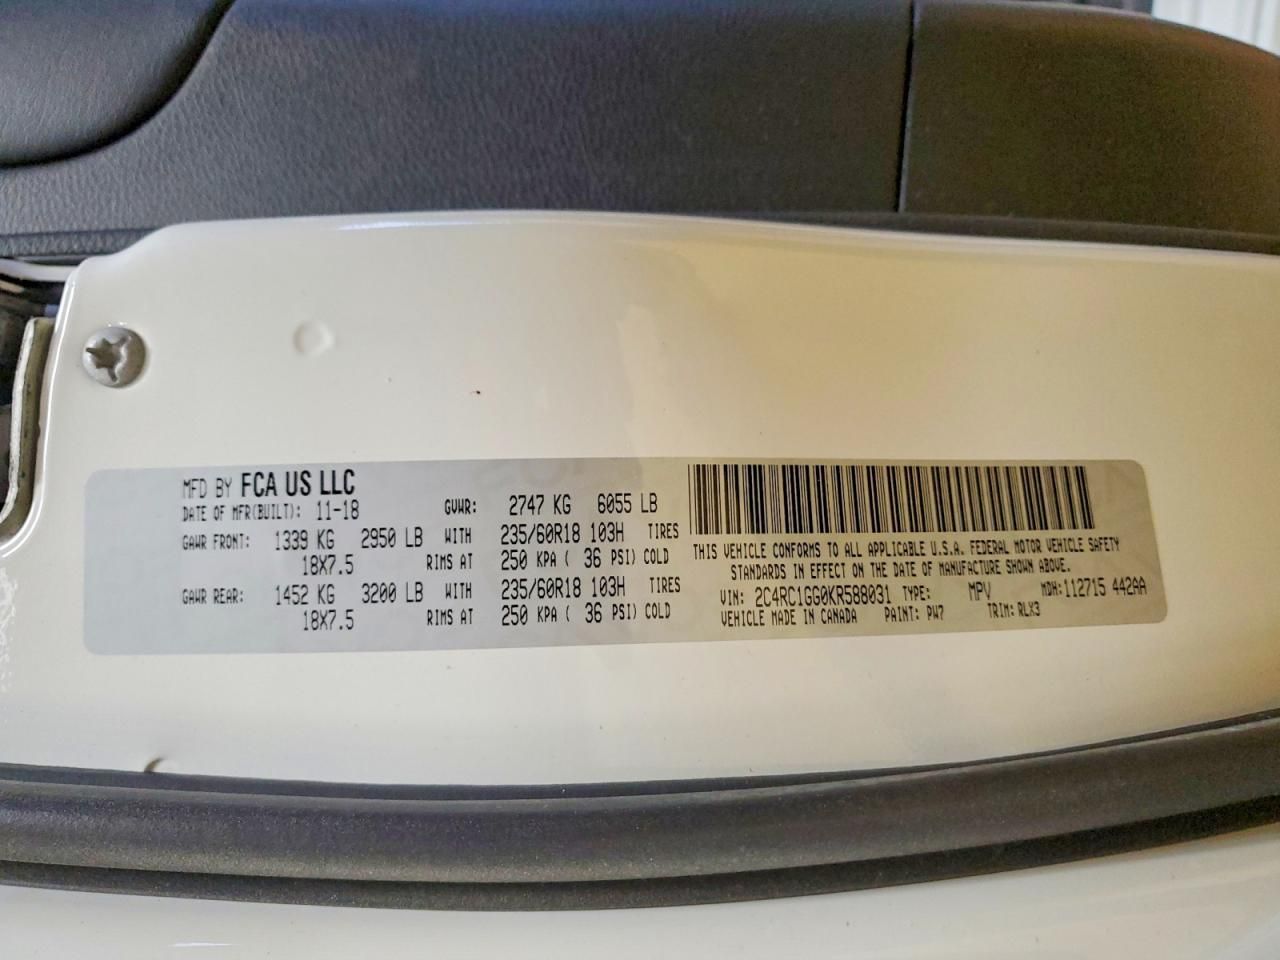 MFD BY FCA US LLC
DATE OF MFR(BUILT): 11-18 GVWR: 2747 KG 6055 LB
GAWR FRONT: 1339 KG 2950 LB WITH 235/60R18 103H TIRES
18X7.5 RIMS AT 250 KPA ( 36 PSI) COLD
GAWR REAR: 1452 KG 3200 LB WITH 235/60R18 103H TIRES
18X7.5 RIMS AT 250 KPA ( 36 PSI) COLD
THIS VEHICLE CONFORMS TO ALL APPLICABLE U.S.A. FEDERAL MOTOR VEHICLE SAFETY
STANDARDS IN EFFECT ON THE DATE OF MANUFACTURE SHOWN ABOVE.
VIN: 2C4RC1GG0KR588031 TYPE: MPV MDH:112715 442AA
VEHICLE MADE IN CANADA PAINT: PW7 TRIM: RLX3